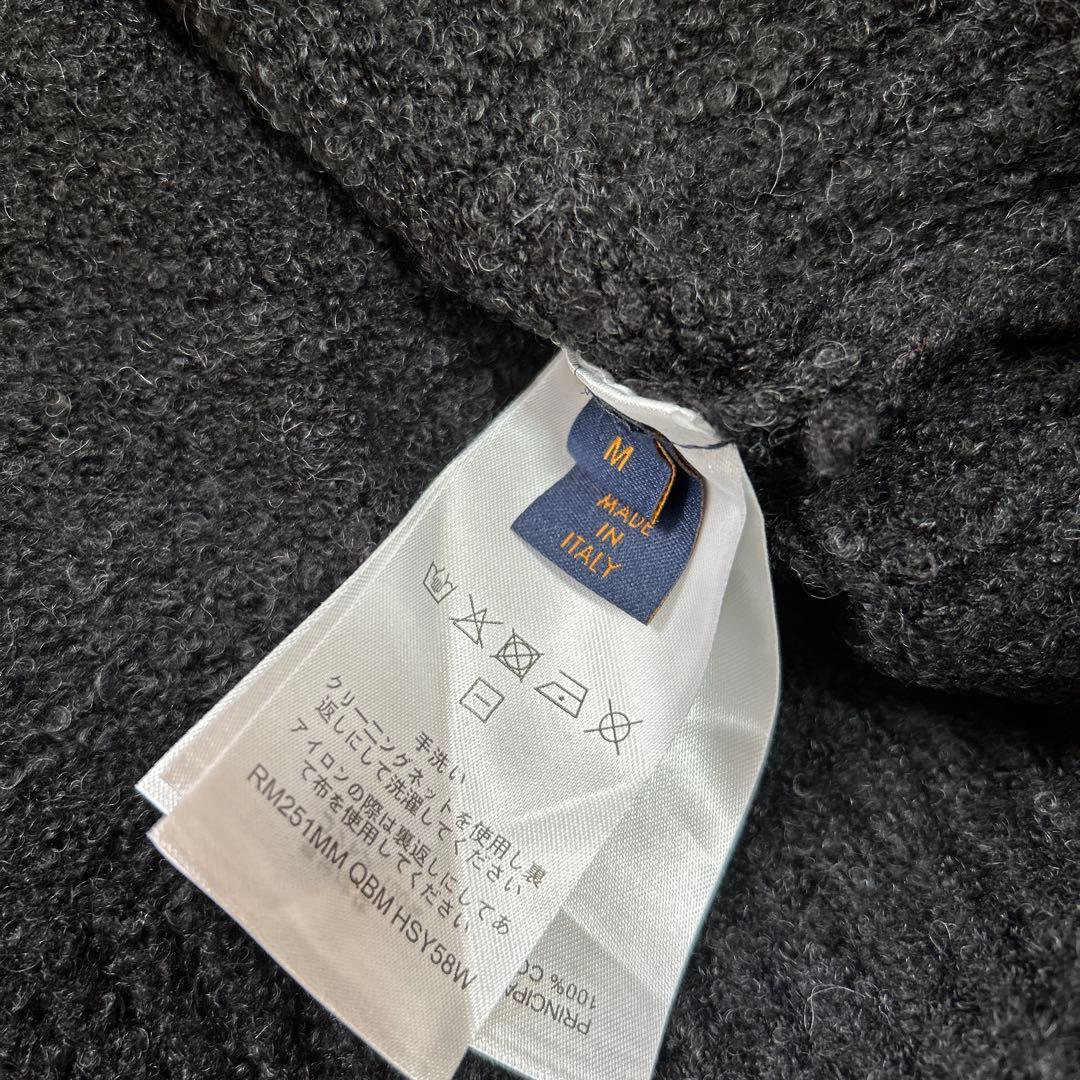 M
MADE
IN
ITALY
手洗い
クリーニングネットを使用し裏
返しにして洗濯してください
アイロンの際は裏返しにしてあ
て布を使用してください
RM251MM QBM HSY58W
100%